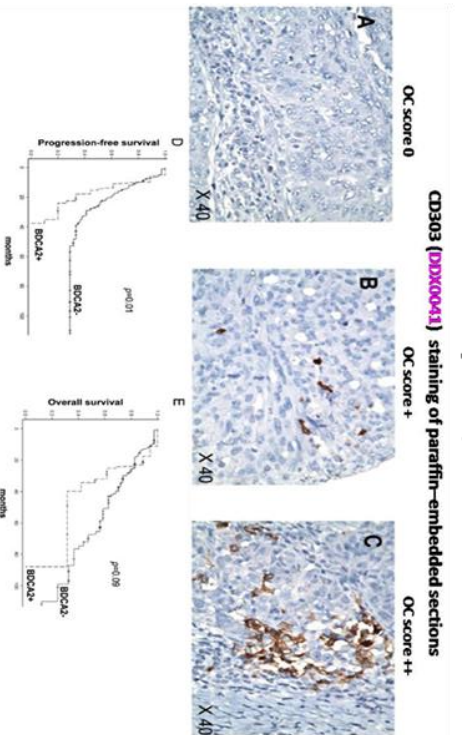 CD303 (DDX0041) staining of paraffin–embedded sections
OC score 0
OC score +
OC score ++
A
X 40
B
X 40
C
X 40
D
Progression-free survival
p=0.01
BDCA2-
BDCA2+
months
E
Overall survival
p=0.09
BDCA2-
BDCA2+
months